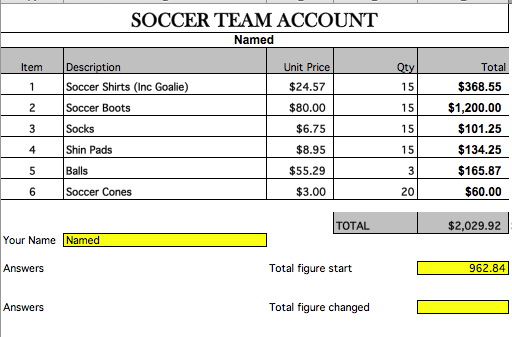 SOCCER TEAM ACCOUNT
Named
Item Description Unit Price Qty Total
1 Soccer Shirts (Inc Goalie) $24.57 15 $368.55
2 Soccer Boots $80.00 15 $1,200.00
3 Socks $6.75 15 $101.25
4 Shin Pads $8.95 15 $134.25
5 Balls $55.29 3 $165.87
6 Soccer Cones $3.00 20 $60.00
TOTAL $2,029.92
Your Name Named
Answers Total figure start 962.84
Answers Total figure changed